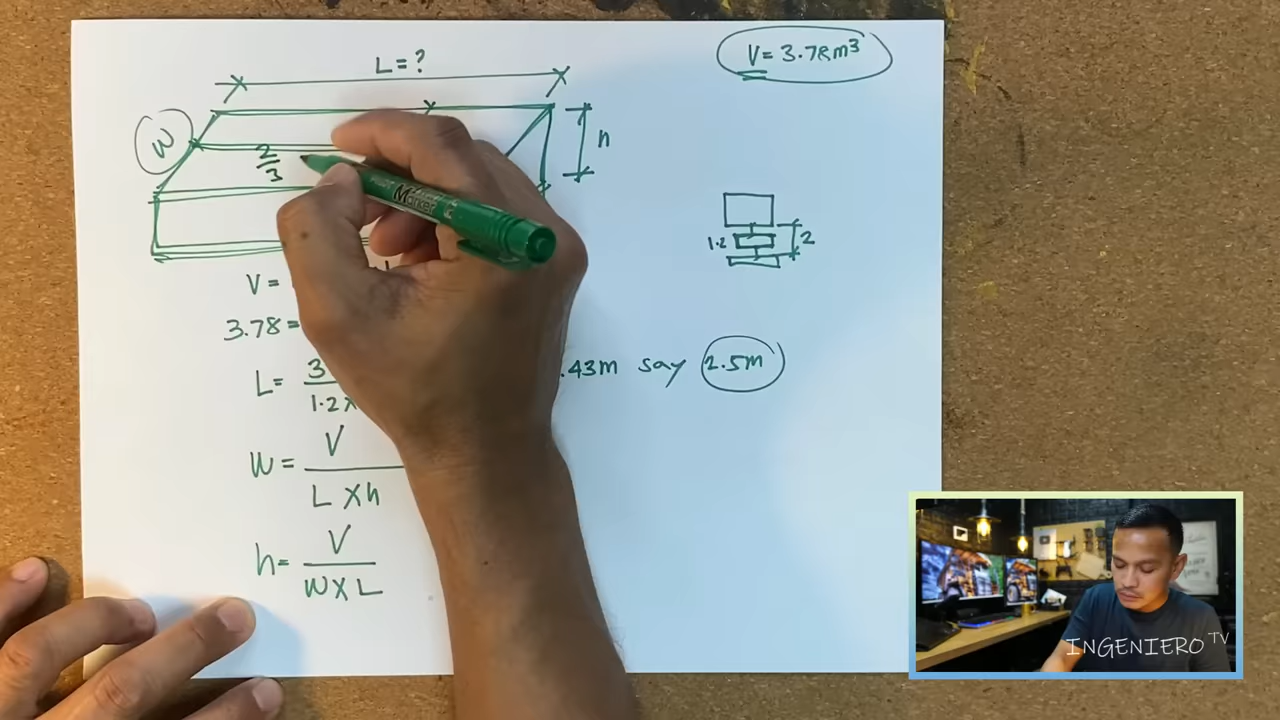 L = ?
V = 3.78m³
W
h
2/3
1.2
2
V =
3.78 =
L = 3
1.2 x
.43m say 2.5m
W = V
L x h
h = V
W x L
Marker
INGENIERO TV